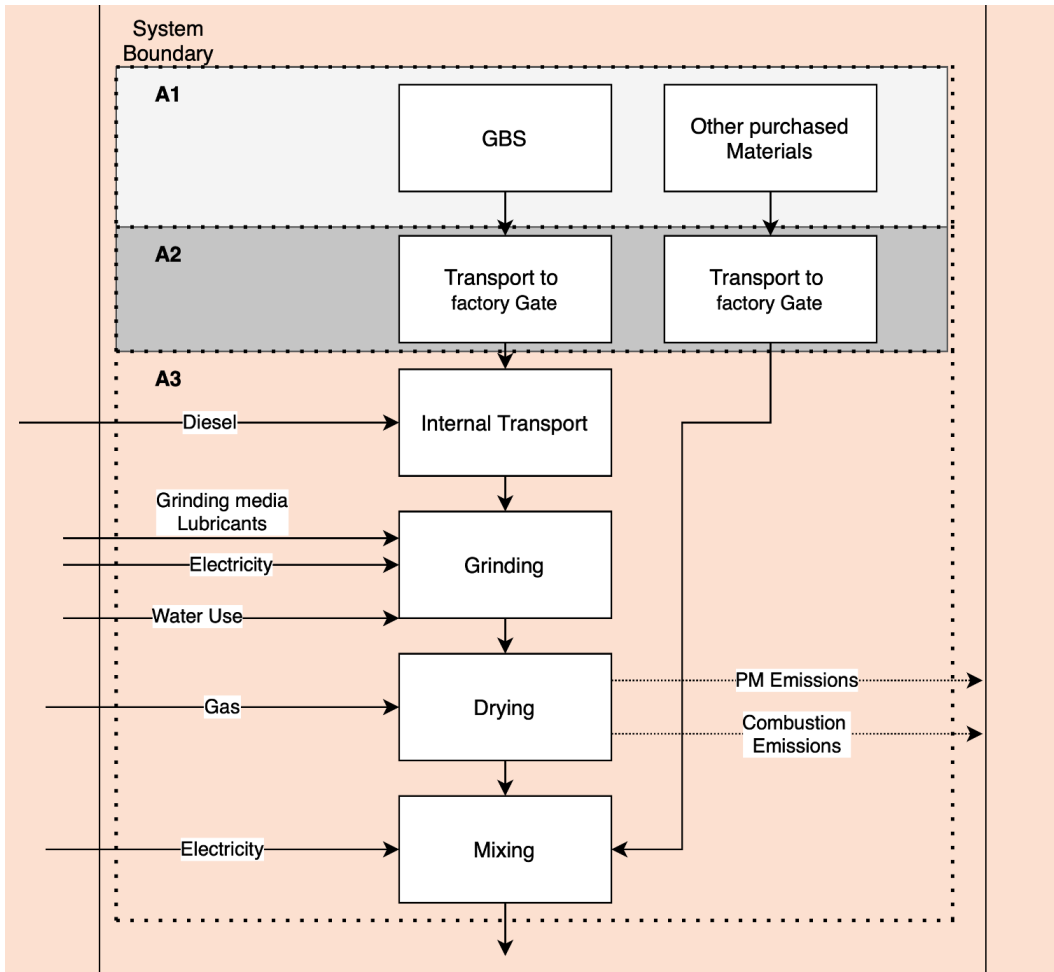 System
Boundary
A1
GBS
Other purchased
Materials
A2
Transport to
factory Gate
Transport to
factory Gate
A3
Diesel
Internal Transport
Grinding media
Lubricants
Electricity
Grinding
Water Use
PM Emissions
Gas
Drying
Combustion
Emissions
Electricity
Mixing